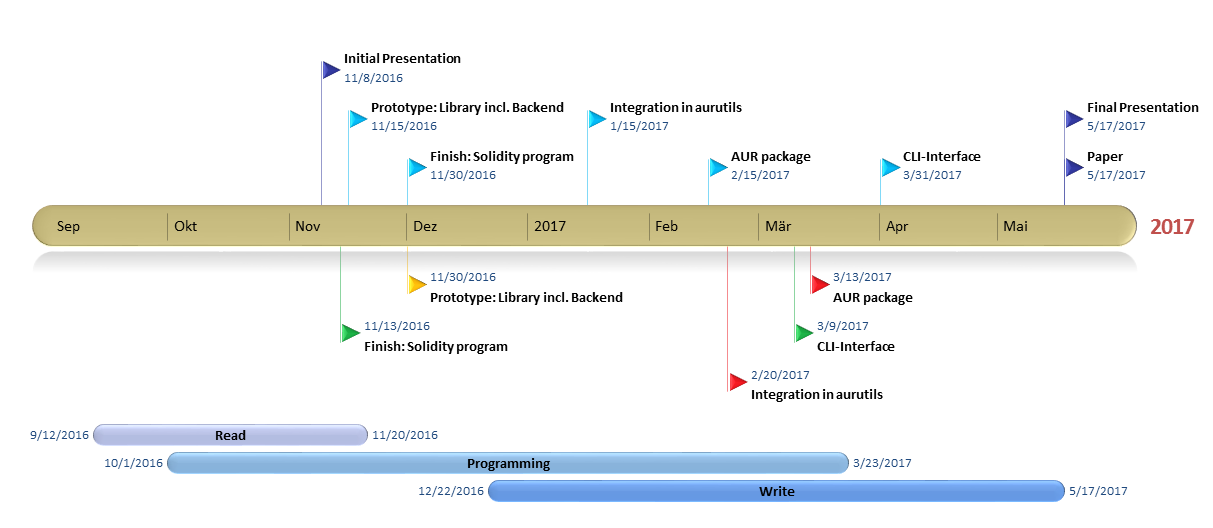 Initial Presentation
11/8/2016
Prototype: Library incl. Backend
11/15/2016
Integration in aurutils
1/15/2017
Final Presentation
5/17/2017
Finish: Solidity program
11/30/2016
AUR package
2/15/2017
CLI-Interface
3/31/2017
Paper
5/17/2017
Sep Okt Nov Dez 2017 Feb Mär Apr Mai 2017
11/30/2016
Prototype: Library incl. Backend
3/13/2017
AUR package
11/13/2016
Finish: Solidity program
3/9/2017
CLI-Interface
2/20/2017
Integration in aurutils
9/12/2016 Read 11/20/2016
10/1/2016 Programming 3/23/2017
12/22/2016 Write 5/17/2017